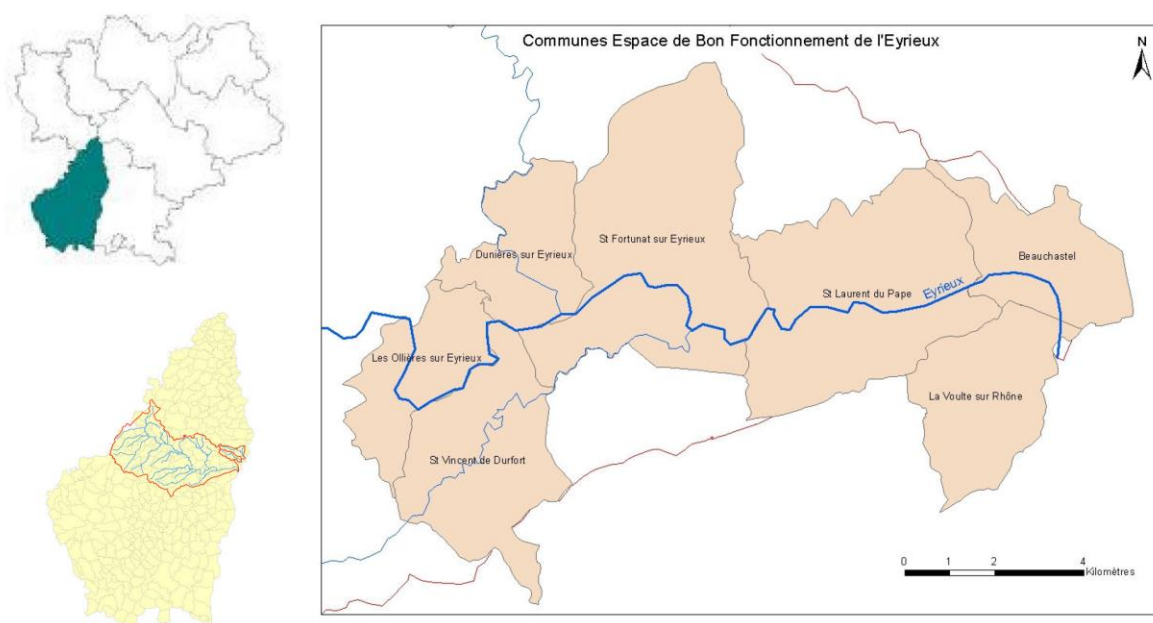 Communes Espace de Bon Fonctionnement de l'Eyrieux
N
Dunières sur Eyrieux
St Fortunat sur Eyrieux
Beauchastel
St Laurent du Pape
Eyrieux
Les Ollières sur Eyrieux
La Voulte sur Rhône
St Vincent de Durfort
0 1 2 4
Kilomètres